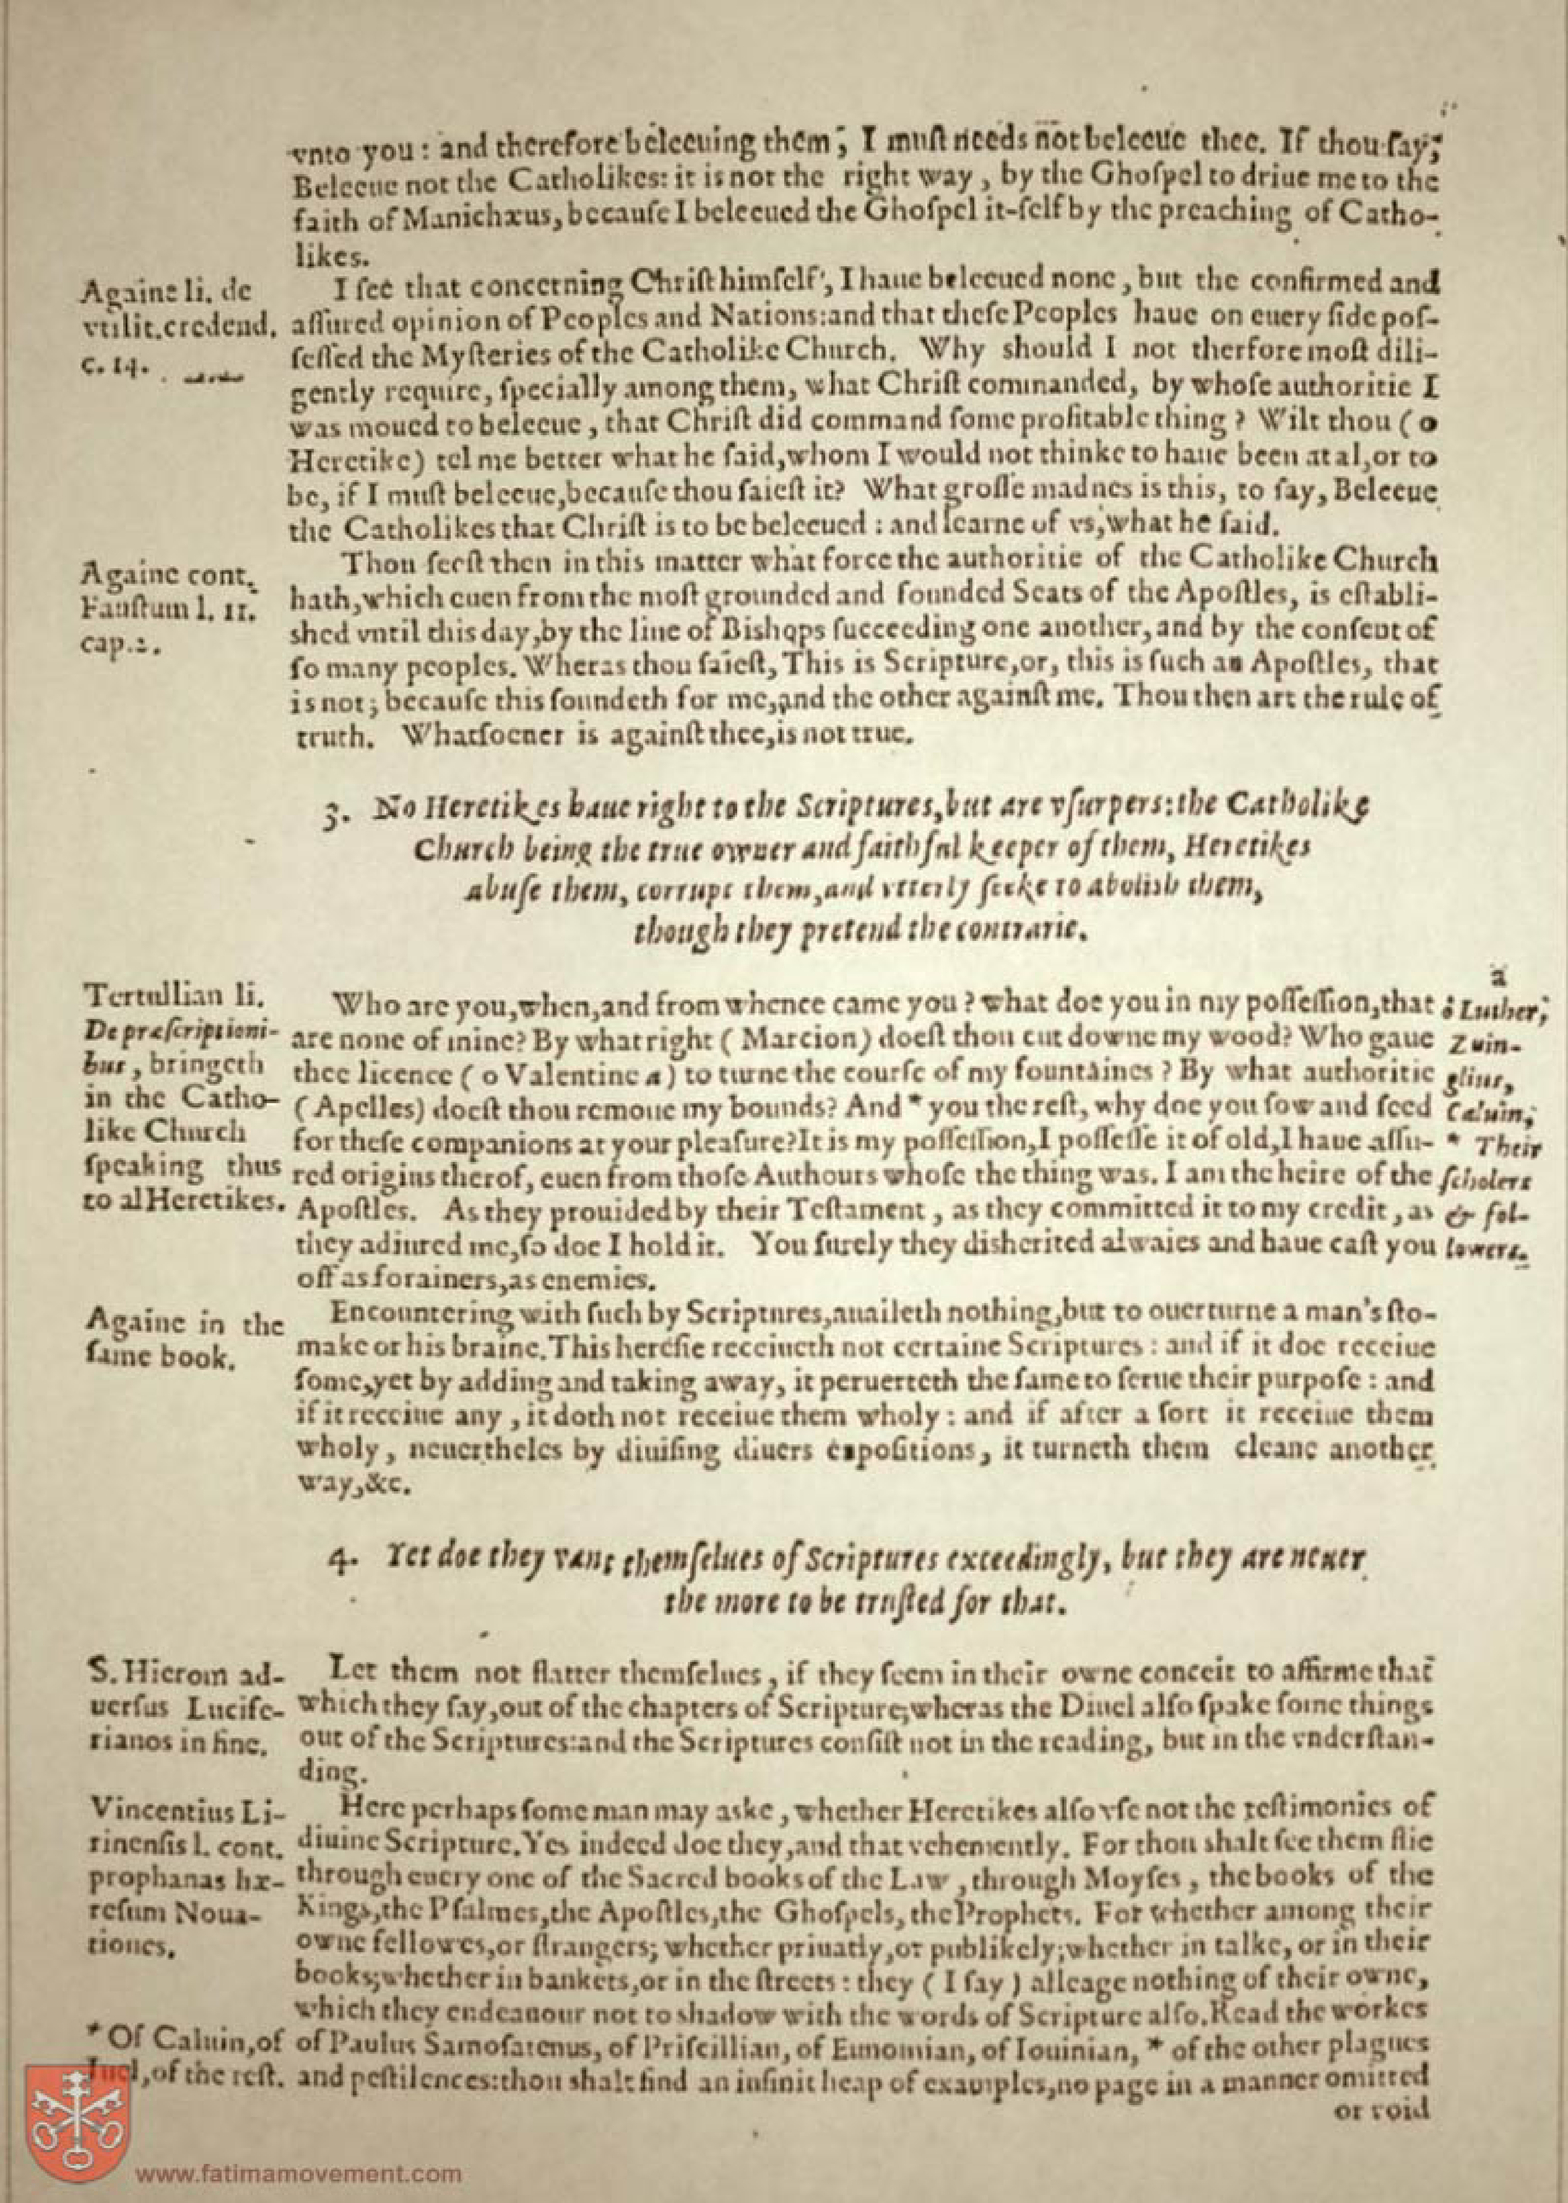 vnto you: and therefore beleeuing them, I muſt needs not beleeue thee. If thou ſay;
Beleeue not the Catholikes: it is not the right way, by the Ghoſpel to driue me to the
faith of Manichæus, becauſe I beleeued the Ghoſpel it-ſelf by the preaching of Catho-
likes.
Againe li. de
vtilit. credend.
c. 14.
I ſee that concerning Chriſt himſelf, I haue beleeued none, but the confirmed and
aſſured opinion of Peoples and Nations: and that theſe Peoples haue on euery ſide poſ-
ſeſſed the Myſteries of the Catholike Church. Why should I not therfore moſt dili-
gently require, ſpecially among them, what Chriſt commanded, by whoſe authoritie I
was moued to beleeue, that Chriſt did command ſome profitable thing? Wilt thou (o
Heretike) tel me better what he ſaid, whom I would not thinke to haue been at al, or to
be, if I muſt beleeue, becauſe thou ſaieſt it? What groſſe madnes is this, to ſay, Beleeue
the Catholikes that Chriſt is to be beleeued: and learne of vs, what he ſaid.
Againe cont.
Fauſtum l. 11.
cap. 2.
Thou ſeeſt then in this matter what force the authoritie of the Catholike Church
hath, which euen from the moſt grounded and founded Seats of the Apoſtles, is eſtabli-
shed vntil this day, by the line of Bishops ſucceeding one another, and by the conſent of
ſo many peoples. Wheras thou ſaieſt, This is Scripture, or, this is ſuch an Apoſtles, that
is not; becauſe this ſoundeth for me, and the other againſt me. Thou then art the rule of
truth. Whatſoeuer is againſt thee, is not true.
3. No Heretikes haue right to the Scriptures, but are vſurpers: the Catholike
Church being the true owner and faithful keeper of them, Heretikes
abuſe them, corrupt them, and vtterly ſeeke to abolish them,
though they pretend the contrarie.
Tertullian li.
De præſcriptioni-
bus, bringeth
in the Catho-
like Church
ſpeaking thus
to al Heretikes.
Who are you, when, and from whence came you? what doe you in my poſſeſſion, that
are none of mine? By what right (Marcion) doeſt thou cut downe my wood? Who gaue
thee licence (o Valentine a) to turne the courſe of my fountaines? By what authoritie
(Apelles) doeſt thou remoue my bounds? And * you the reſt, why doe you ſow and feed
for theſe companions at your pleaſure? It is my poſſeſſion, I poſſeſſe it of old, I haue aſſu-
red origins therof, euen from thoſe Authours whoſe the thing was. I am the heire of the
Apoſtles. As they prouided by their Teſtament, as they committed it to my credit, as
they adiured me, ſo doe I hold it. You ſurely they disherited alwaies and haue caſt you
off as forainers, as enemies.
a
: Luther,
Zuin-
glius,
Caluin,
* Their
ſcholers
& fol-
lowers.
Againe in the
ſame book.
Encountering with ſuch by Scriptures, auaileth nothing, but to ouerturne a man's ſto-
make or his braine. This hereſie receiueth not certaine Scriptures: and if it doe receiue
ſome, yet by adding and taking away, it peruerteth the ſame to ſerue their purpoſe: and
if it receiue any, it doth not receiue them wholy: and if after a ſort it receiue them
wholy, neuertheles by diuiſing diuers expoſitions, it turneth them cleane another
way, &c.
4. Yet doe they vant themſelues of Scriptures exceedingly, but they are neuer
the more to be truſted for that.
S. Hierom ad-
uerſus Lucife-
rianos in fine.
Let them not flatter themſelues, if they ſeem in their owne conceit to affirme that
which they ſay, out of the chapters of Scripture; wheras the Diuel alſo ſpake ſome things
out of the Scriptures: and the Scriptures conſiſt not in the reading, but in the vnderſtan-
ding.
Vincentius Li-
rinenſis l. cont.
prophanas hæ-
reſum Noua-
tiones.
Here perhaps ſome man may aske, whether Heretikes alſo vſe not the teſtimonies of
diuine Scripture. Yes indeed doe they, and that vehemently. For thou shalt ſee them flie
through euery one of the Sacred books of the Law, through Moyſes, the books of the
Kings, the Pſalmes, the Apoſtles, the Ghoſpels, the Prophets. For whether among their
owne fellowes, or ſtrangers; whether priuatly, or publikely; whether in talke, or in their
books; whether in bankets, or in the ſtreets: they (I ſay) alleage nothing of their owne,
which they endeauour not to shadow with the words of Scripture alſo. Read the workes
of Paulus Samoſatenus, of Priſcillian, of Eunomian, of Iouinian, * of the other plagues
and peſtilences: thou shalt find an infinit heap of examples, no page in a manner omitted
* Of Caluin, of
Iuel, of the reſt.
or void
www.fatimamovement.com